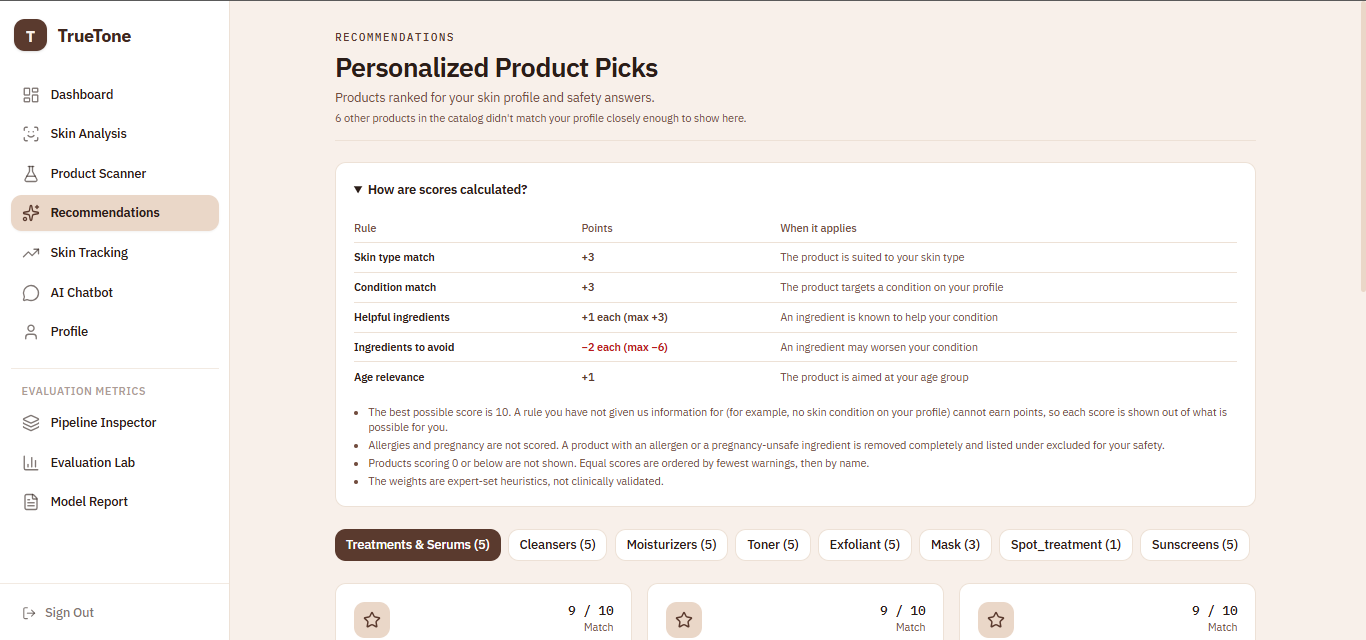 T TrueTone
Dashboard
Skin Analysis
Product Scanner
Recommendations
Skin Tracking
AI Chatbot
Profile
EVALUATION METRICS
Pipeline Inspector
Evaluation Lab
Model Report
Sign Out
RECOMMENDATIONS
Personalized Product Picks
Products ranked for your skin profile and safety answers.
6 other products in the catalog didn't match your profile closely enough to show here.
▼ How are scores calculated?
Rule Points When it applies
Skin type match +3 The product is suited to your skin type
Condition match +3 The product targets a condition on your profile
Helpful ingredients +1 each (max +3) An ingredient is known to help your condition
Ingredients to avoid −2 each (max −6) An ingredient may worsen your condition
Age relevance +1 The product is aimed at your age group
• The best possible score is 10. A rule you have not given us information for (for example, no skin condition on your profile) cannot earn points, so each score is shown out of what is
possible for you.
• Allergies and pregnancy are not scored. A product with an allergen or a pregnancy-unsafe ingredient is removed completely and listed under excluded for your safety.
• Products scoring 0 or below are not shown. Equal scores are ordered by fewest warnings, then by name.
• The weights are expert-set heuristics, not clinically validated.
Treatments & Serums (5) Cleansers (5) Moisturizers (5) Toner (5) Exfoliant (5) Mask (3) Spot_treatment (1) Sunscreens (5)
9 / 10 9 / 10 9 / 10
Match Match Match